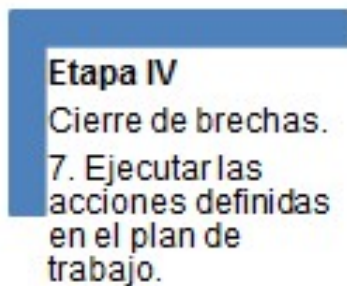 Etapa IV
Cierre de brechas.
7. Ejecutar las
acciones definidas
en el plan de
trabajo.